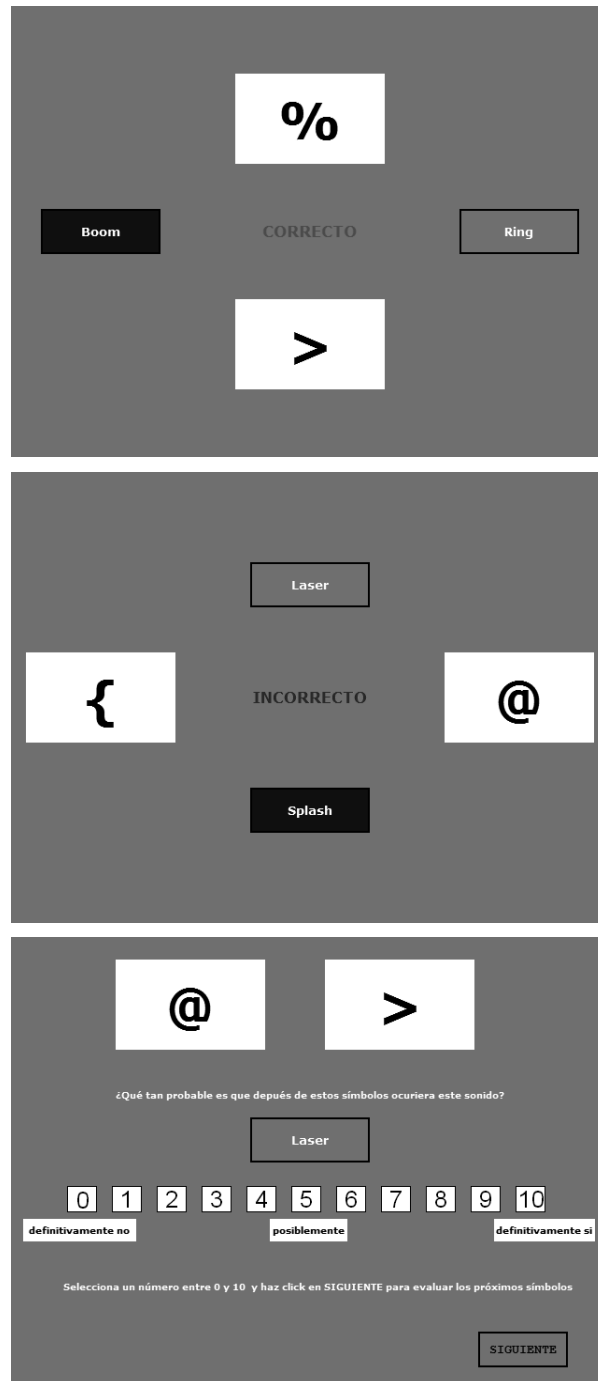 %
Boom CORRECTO Ring
>
Laser
{ INCORRECTO @
Splash
@ >
¿Qué tan probable es que depués de estos símbolos ocuriera este sonido?
Laser
0 1 2 3 4 5 6 7 8 9 10
definitivamente no posiblemente definitivamente si
Selecciona un número entre 0 y 10 y haz click en SIGUIENTE para evaluar los próximos símbolos
SIGUIENTE